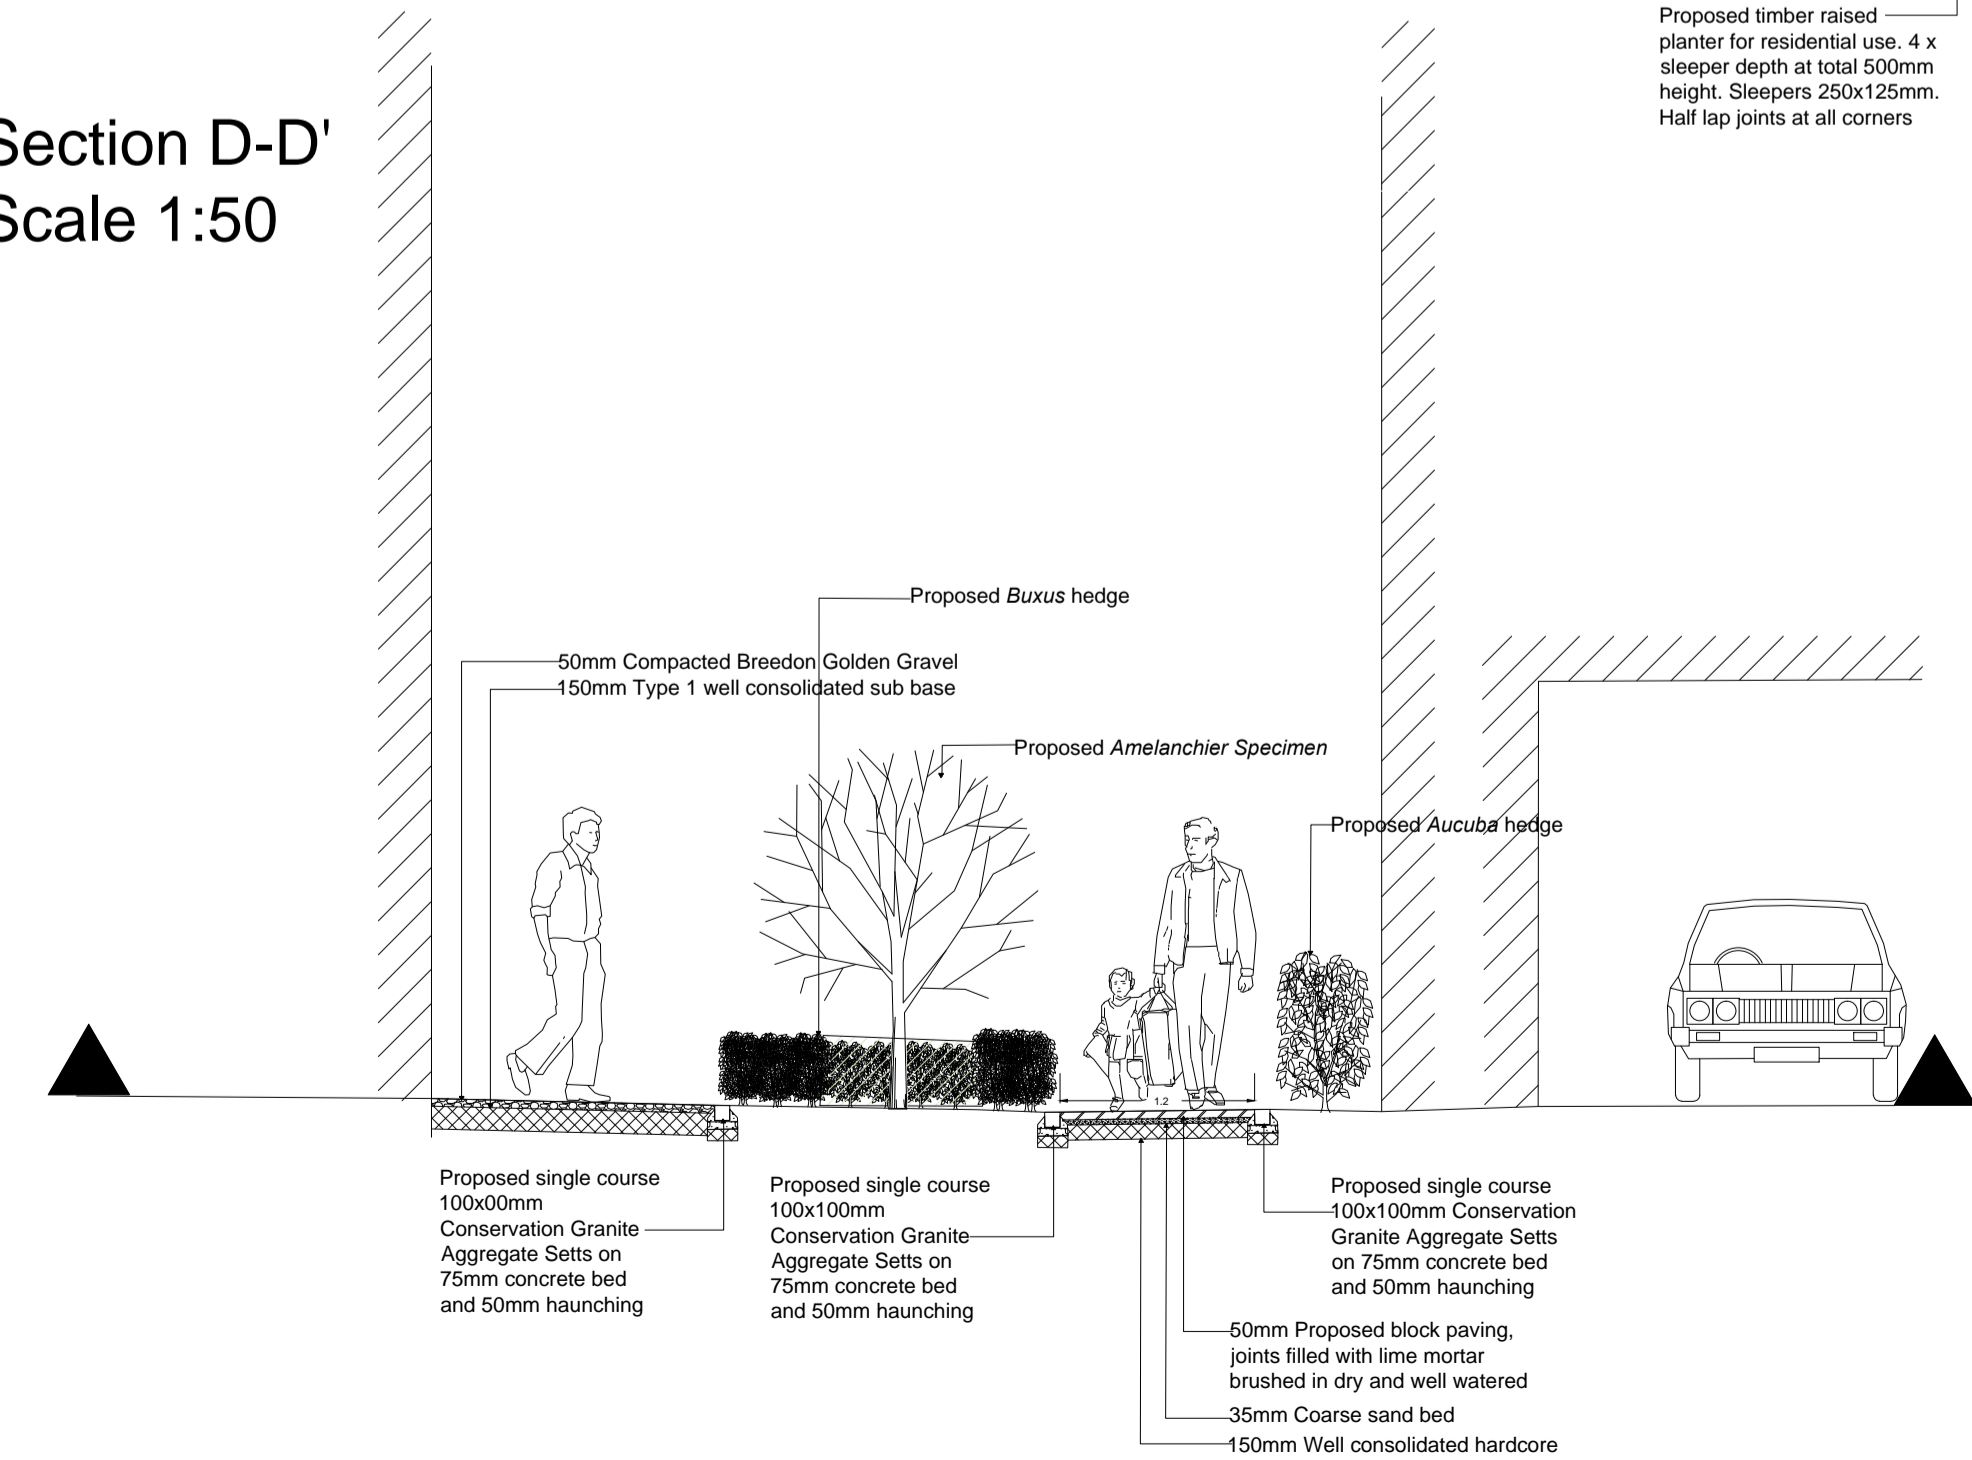 Section D-D'
Scale 1:50
Proposed timber raised
planter for residential use. 4 x
sleeper depth at total 500mm
height. Sleepers 250x125mm.
Half lap joints at all corners
Proposed Buxus hedge
50mm Compacted Breedon Golden Gravel
150mm Type 1 well consolidated sub base
Proposed Amelanchier Specimen
Proposed Aucuba hedge
1.2
Proposed single course
100x00mm
Conservation Granite
Aggregate Setts on
75mm concrete bed
and 50mm haunching
Proposed single course
100x100mm
Conservation Granite
Aggregate Setts on
75mm concrete bed
and 50mm haunching
Proposed single course
100x100mm Conservation
Granite Aggregate Setts
on 75mm concrete bed
and 50mm haunching
50mm Proposed block paving,
joints filled with lime mortar
brushed in dry and well watered
35mm Coarse sand bed
150mm Well consolidated hardcore